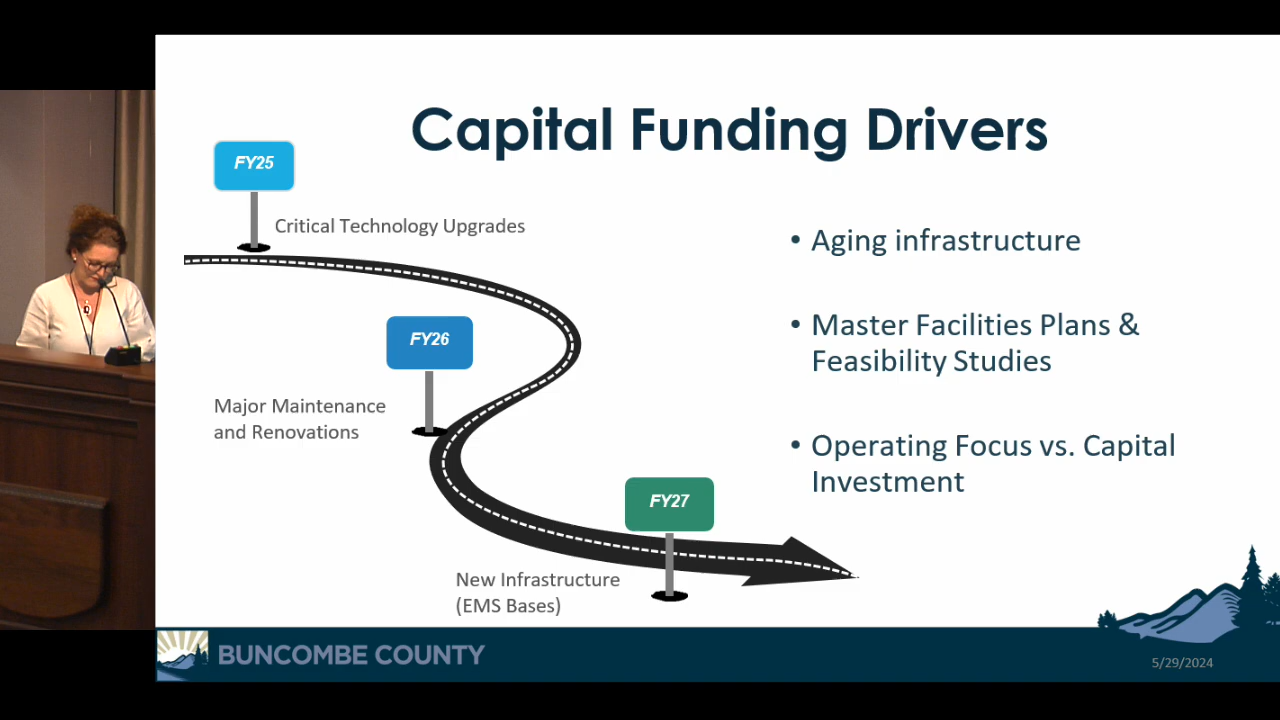 Capital Funding Drivers
FY25
Critical Technology Upgrades
FY26
Major Maintenance
and Renovations
FY27
New Infrastructure
(EMS Bases)
• Aging infrastructure
• Master Facilities Plans &
Feasibility Studies
• Operating Focus vs. Capital
Investment
BUNCOMBE COUNTY
5/29/2024